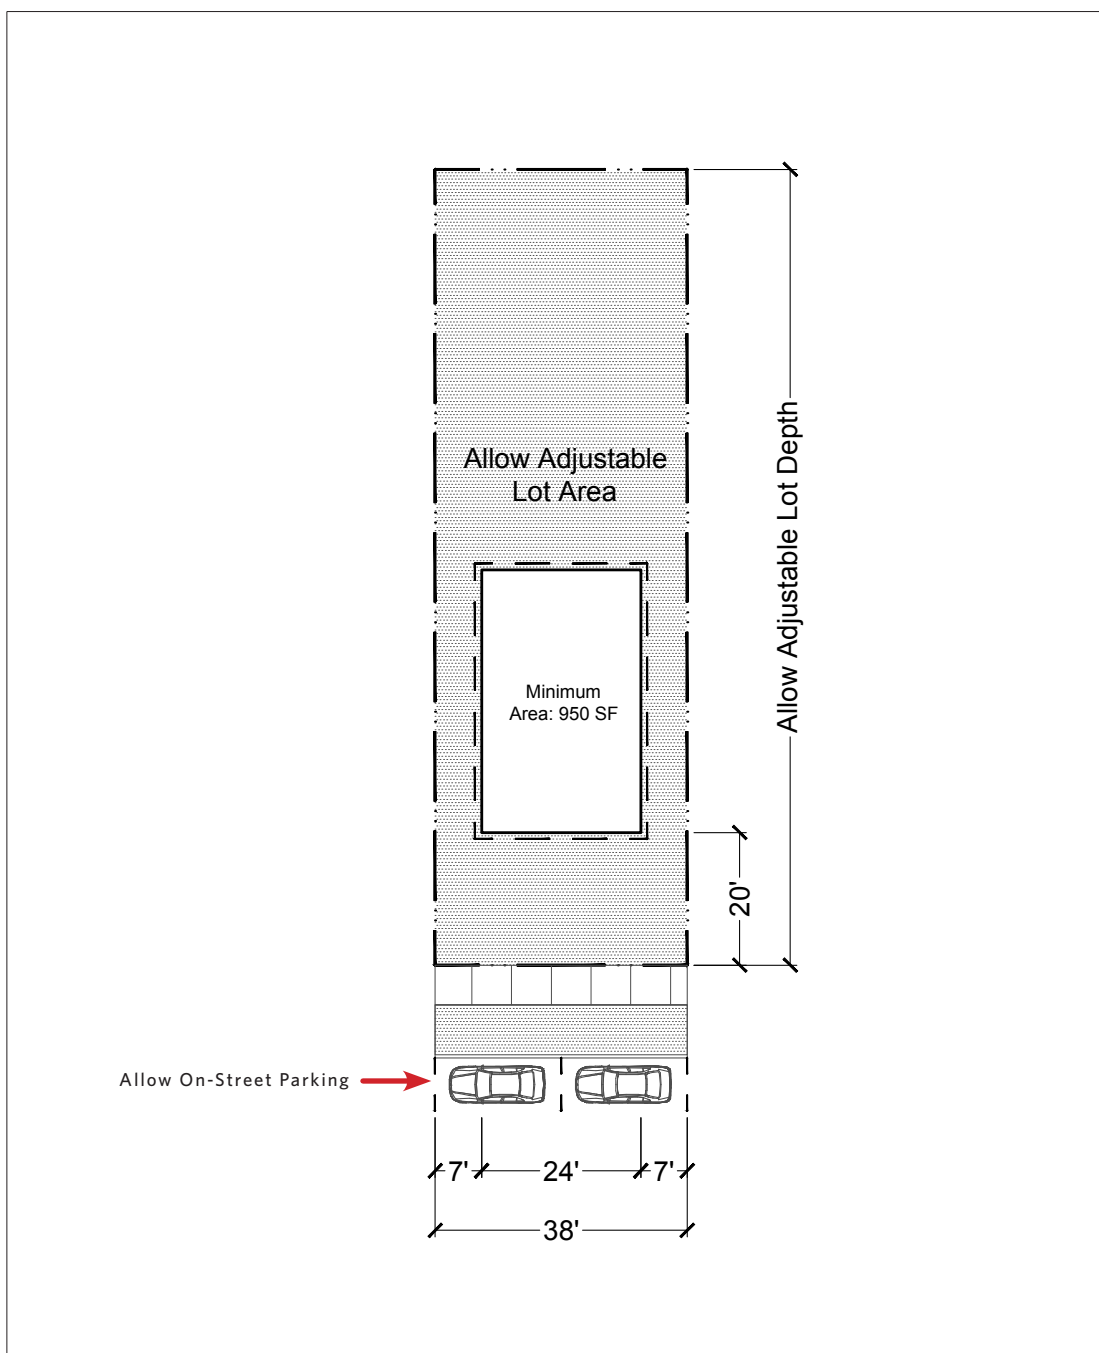 Allow Adjustable
Lot Area
Allow Adjustable Lot Depth
Minimum
Area: 950 SF
20'
Allow On-Street Parking
7'
24'
7'
38'